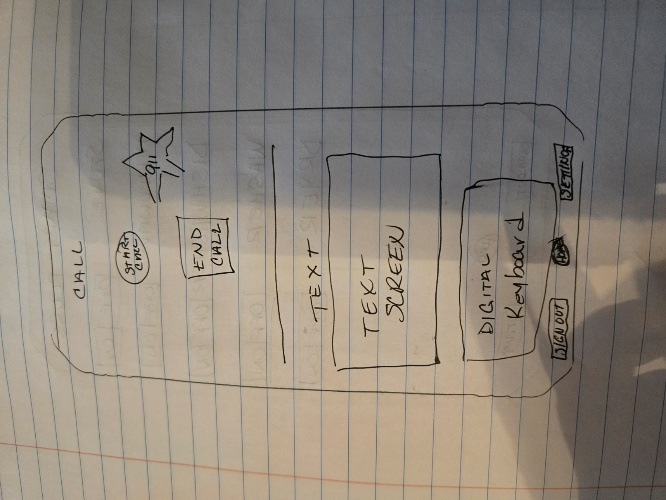 CALL
START
CALL
911
END
CALL
TEXT
TEXT
SCREEN
DIGITAL
Keyboard
SIGN OUT
SETTINGS